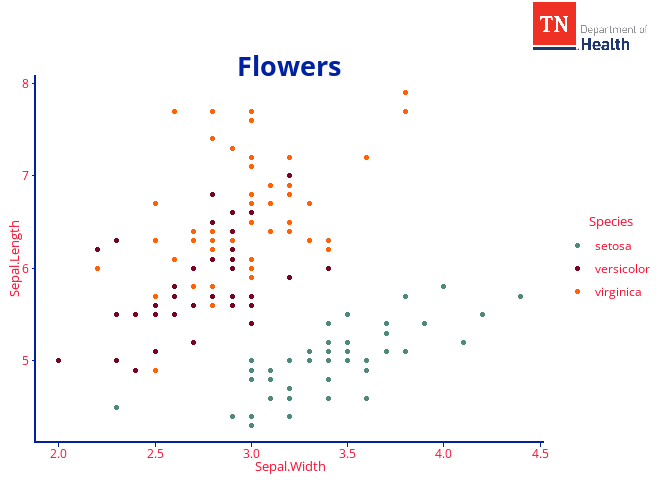 TN
Department of
Health
Flowers
8
7
6
5
Sepal.Length
2.0 2.5 3.0 3.5 4.0 4.5
Sepal.Width
Species
setosa
versicolor
virginica